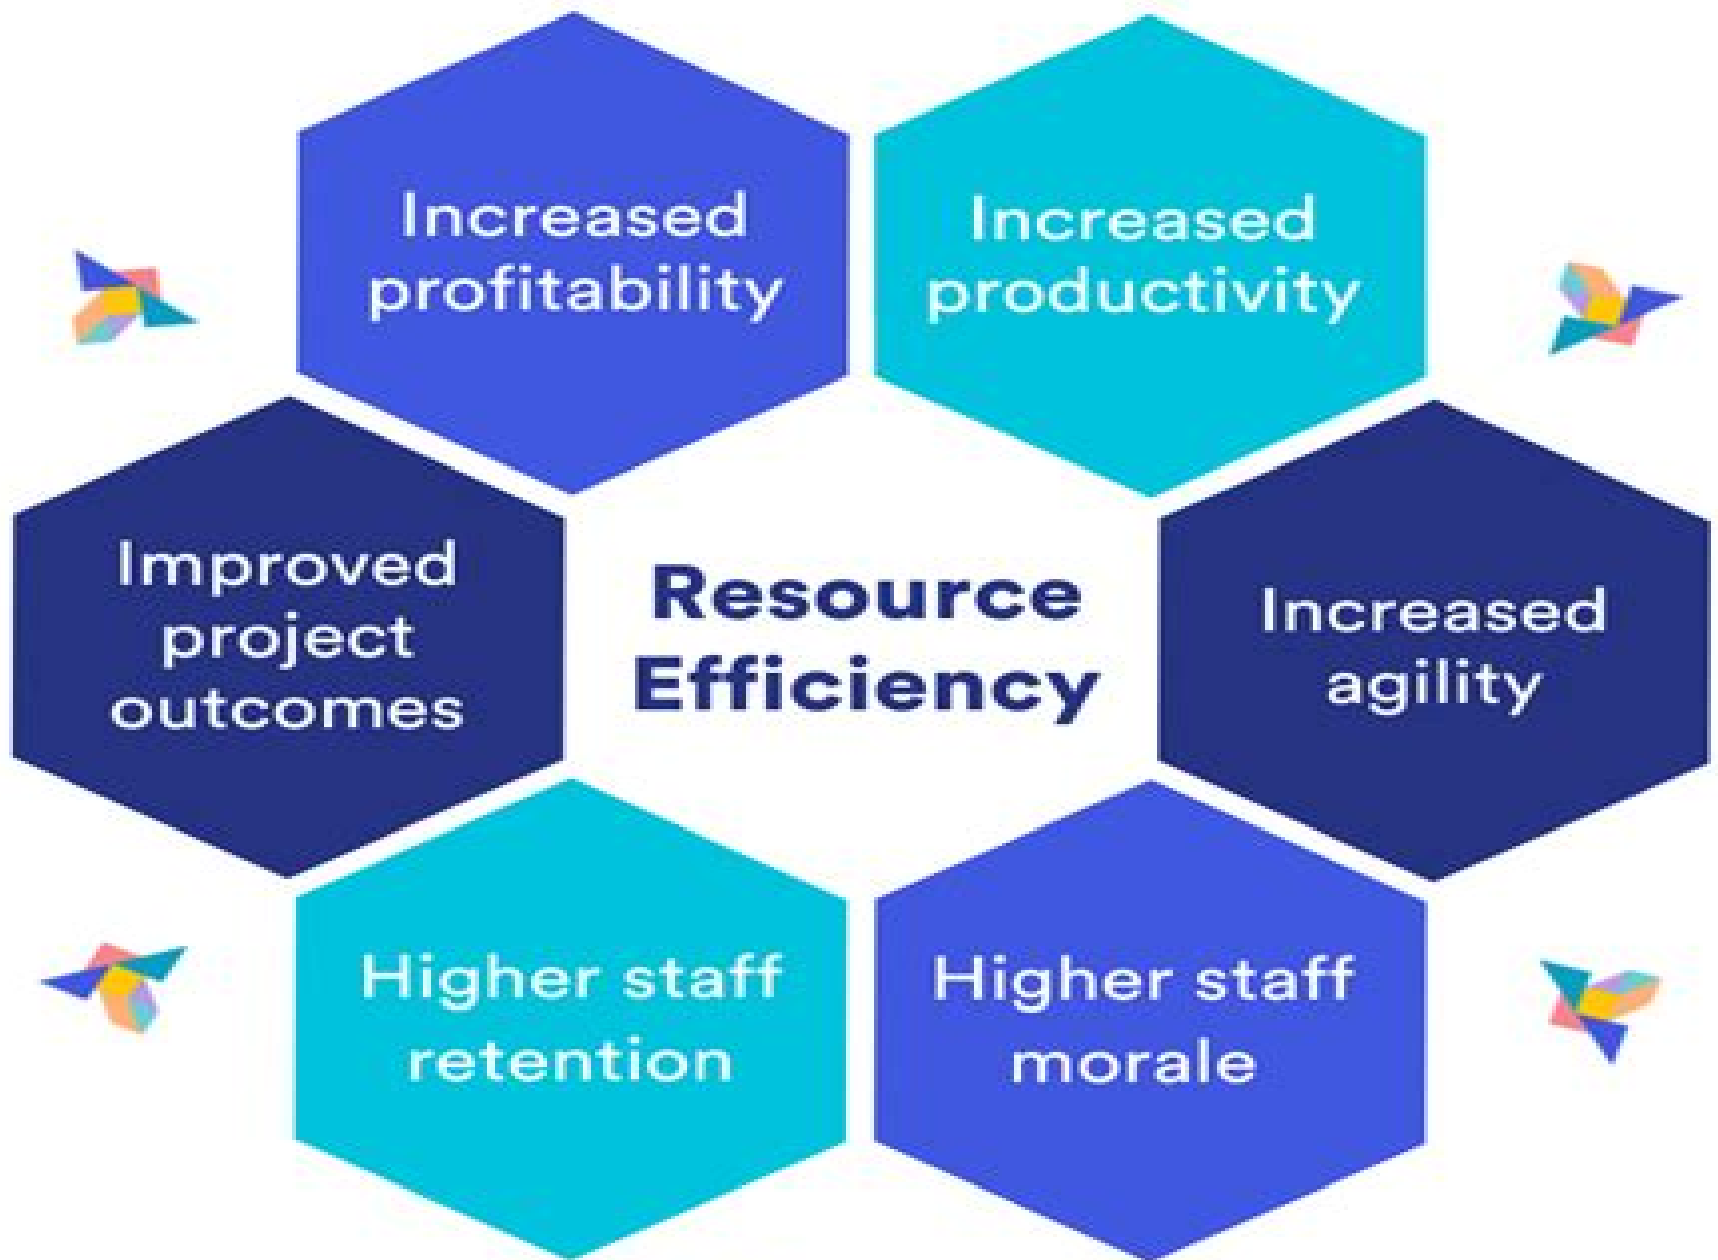 Increased
profitability
Increased
productivity
Improved
project
outcomes
Resource
Efficiency
Increased
agility
Higher staff
retention
Higher staff
morale